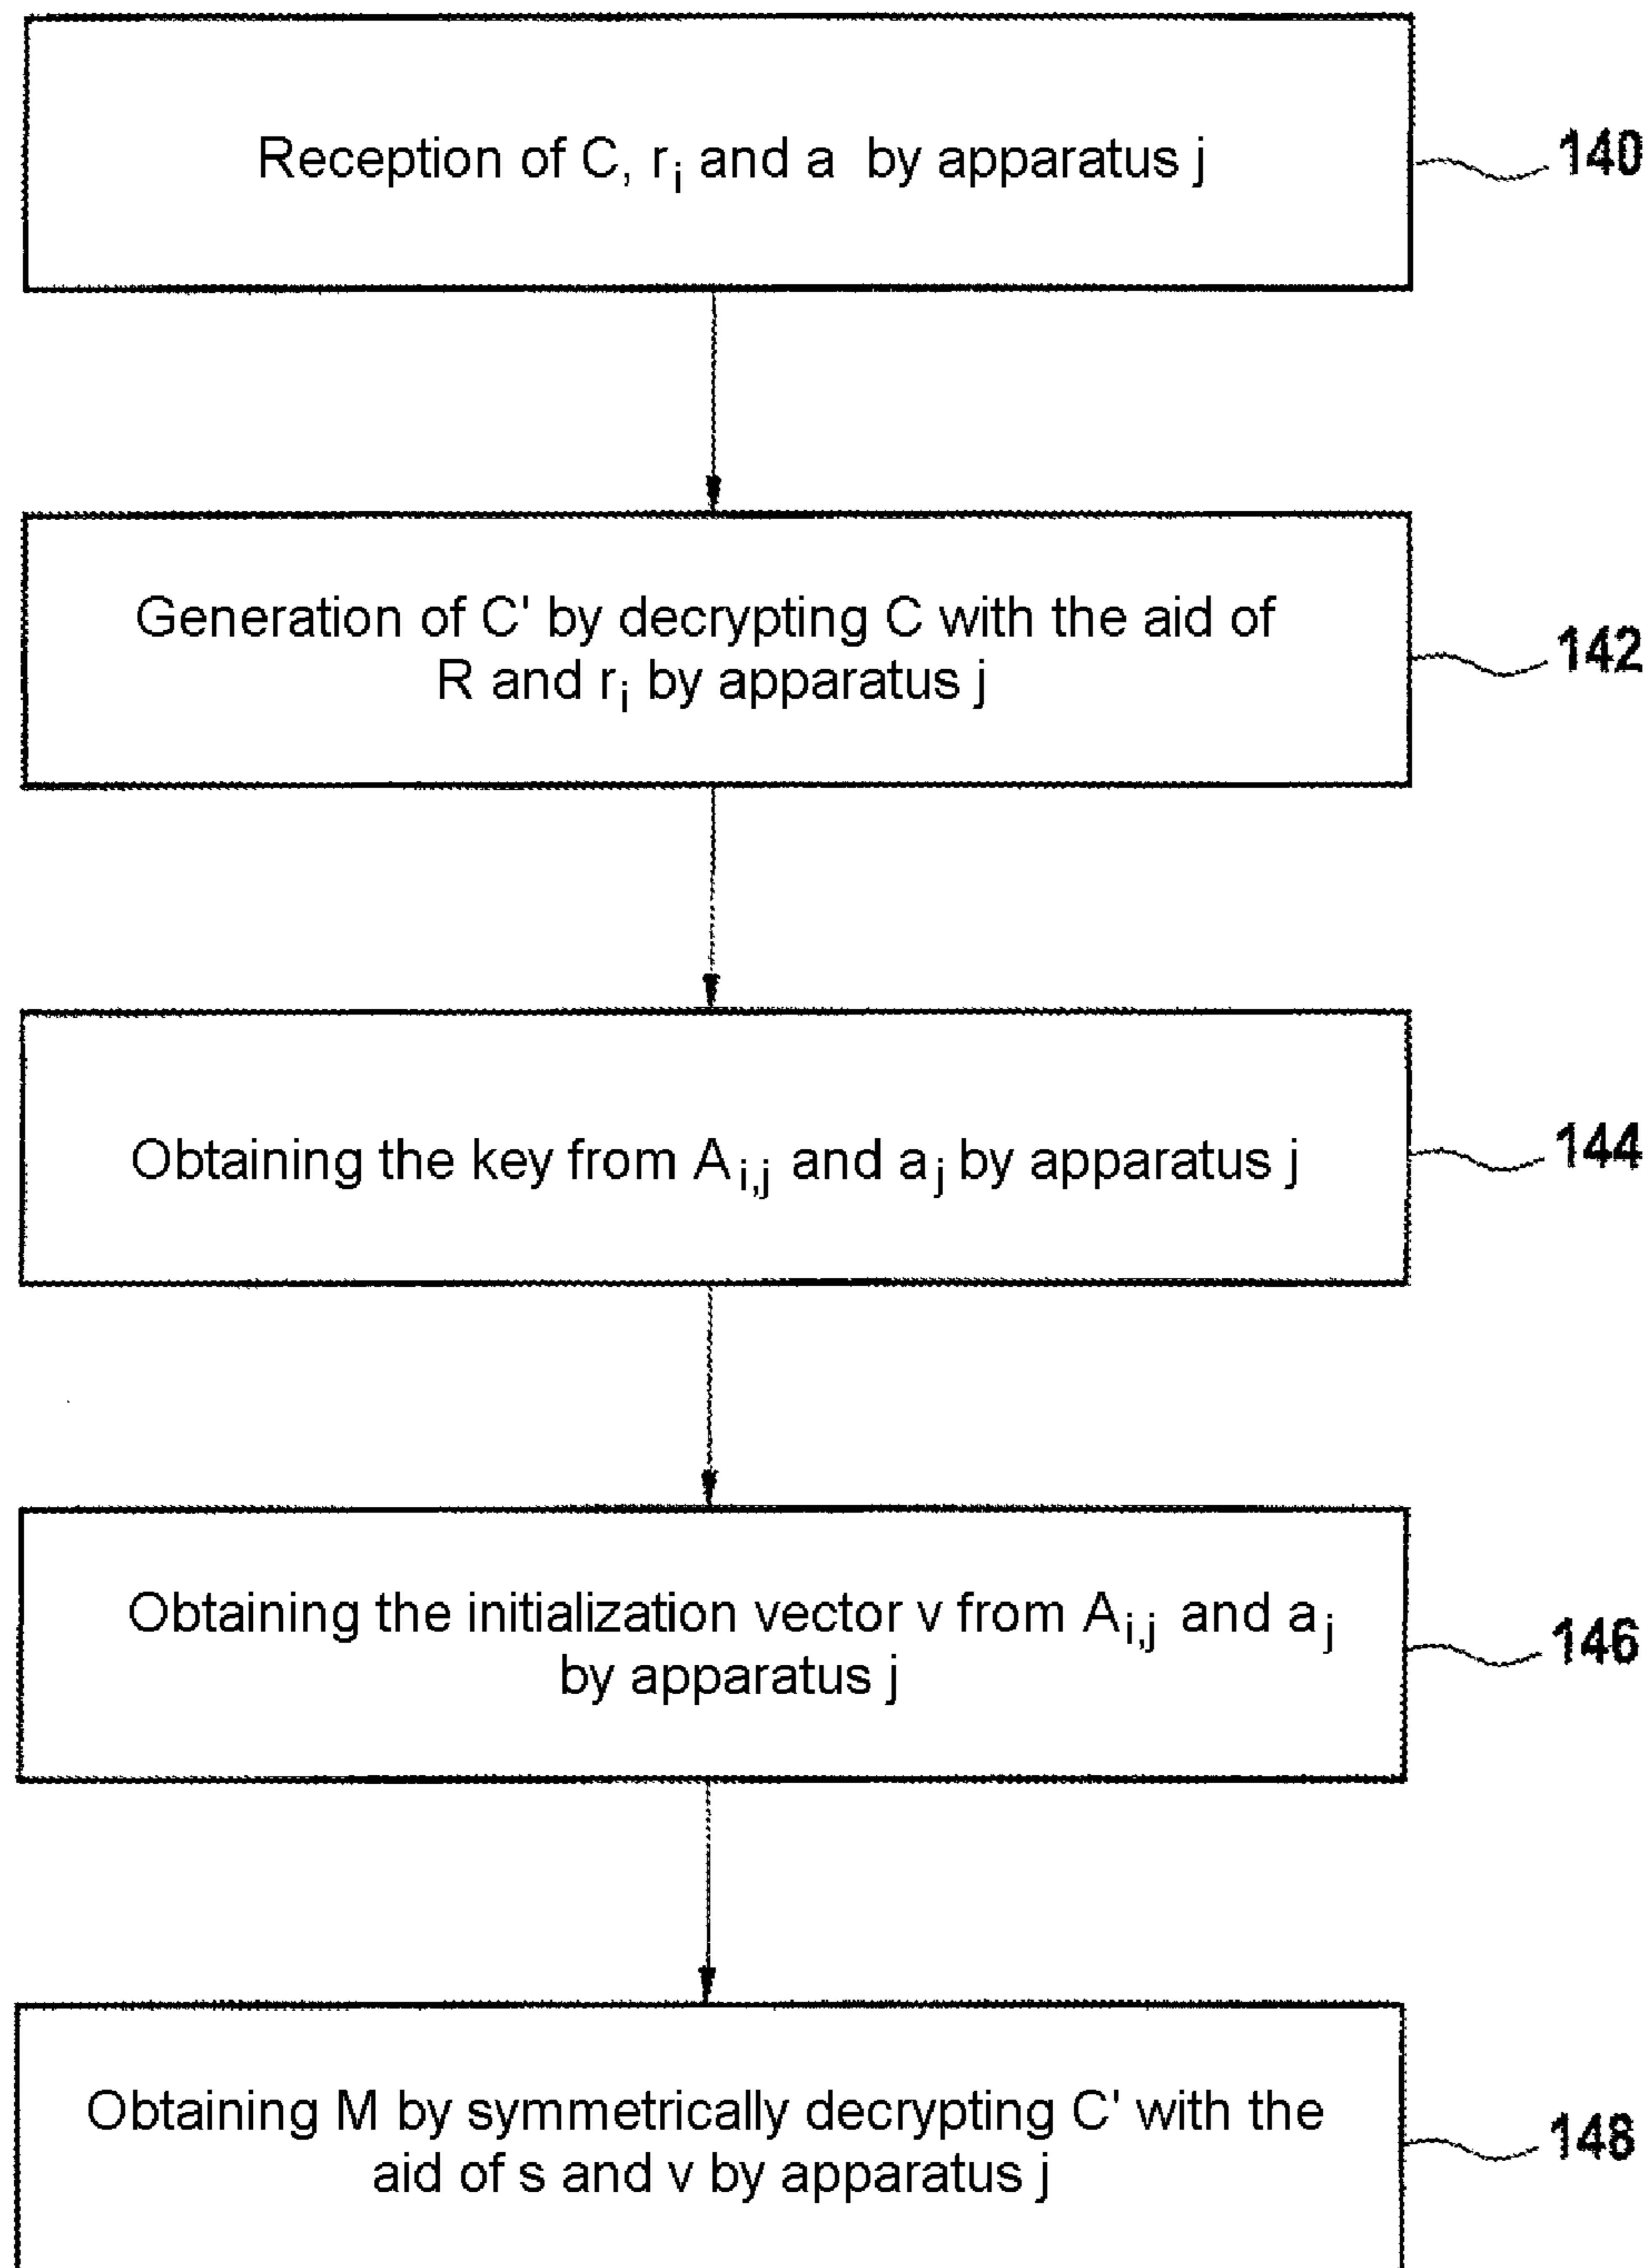 Reception of C, rᵢ and a by apparatus j
140
Generation of C' by decrypting C with the aid of
R and rᵢ by apparatus j
142
Obtaining the key from Aᵢ,ⱼ and aⱼ by apparatus j
144
Obtaining the initialization vector v from Aᵢ,ⱼ and aⱼ
by apparatus j
146
Obtaining M by symmetrically decrypting C' with the
aid of s and v by apparatus j
148